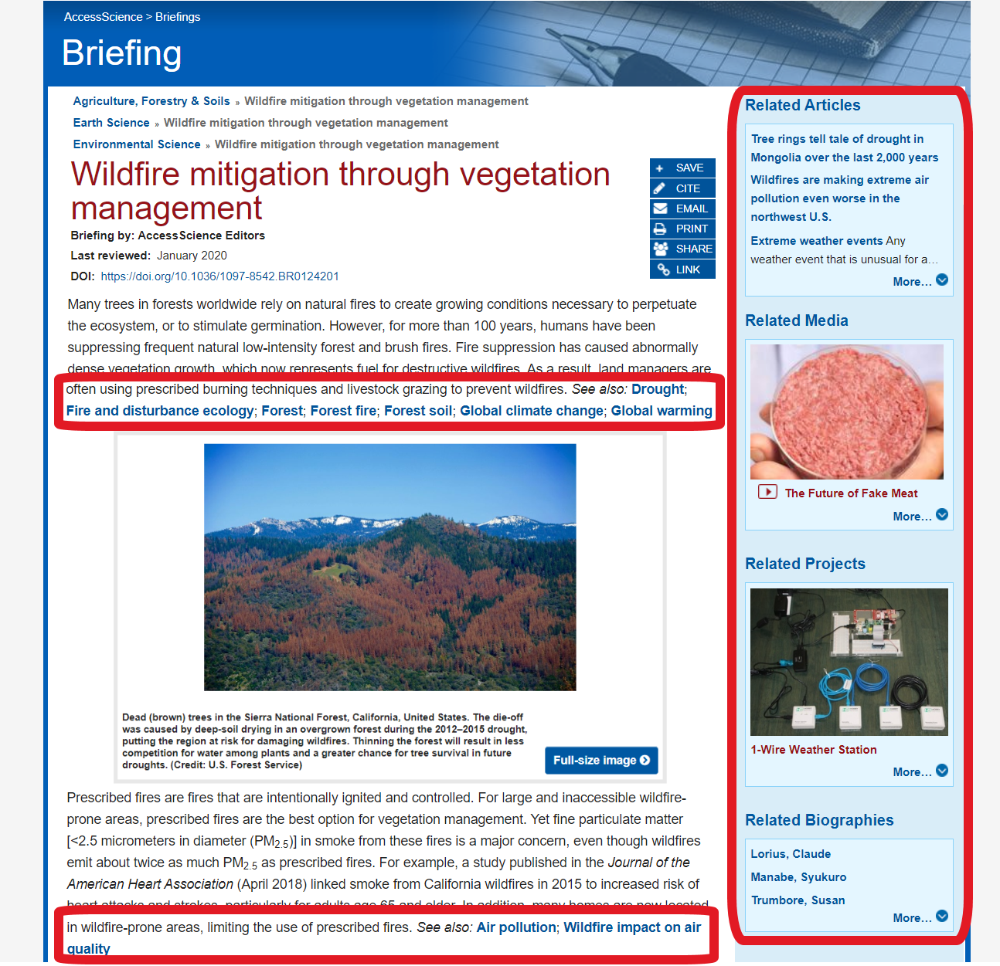 AccessScience > Briefings
Briefing
Agriculture, Forestry & Soils » Wildfire mitigation through vegetation management
Earth Science » Wildfire mitigation through vegetation management
Environmental Science » Wildfire mitigation through vegetation management
Wildfire mitigation through vegetation
management
Briefing by: AccessScience Editors
Last reviewed: January 2020
DOI: https://doi.org/10.1036/1097-8542.BR0124201
+ SAVE
CITE
EMAIL
PRINT
SHARE
LINK
Many trees in forests worldwide rely on natural fires to create growing conditions necessary to perpetuate
the ecosystem, or to stimulate germination. However, for more than 100 years, humans have been
suppressing frequent natural low-intensity forest and brush fires. Fire suppression has caused abnormally
dense vegetation growth, which now represents fuel for destructive wildfires. As a result, land managers are
often using prescribed burning techniques and livestock grazing to prevent wildfires. See also: Drought;
Fire and disturbance ecology; Forest; Forest fire; Forest soil; Global climate change; Global warming
Dead (brown) trees in the Sierra National Forest, California, United States. The die-off
was caused by deep-soil drying in an overgrown forest during the 2012–2015 drought,
putting the region at risk for damaging wildfires. Thinning the forest will result in less
competition for water among plants and a greater chance for tree survival in future
droughts. (Credit: U.S. Forest Service)
Full-size image
Prescribed fires are fires that are intentionally ignited and controlled. For large and inaccessible wildfire-
prone areas, prescribed fires are the best option for vegetation management. Yet fine particulate matter
[<2.5 micrometers in diameter (PM2.5)] in smoke from these fires is a major concern, even though wildfires
emit about twice as much PM2.5 as prescribed fires. For example, a study published in the Journal of the
American Heart Association (April 2018) linked smoke from California wildfires in 2015 to increased risk of
heart attacks and strokes, particularly for adults age 65 and older. In addition, many homes are now located
in wildfire-prone areas, limiting the use of prescribed fires. See also: Air pollution; Wildfire impact on air
quality
Related Articles
Tree rings tell tale of drought in
Mongolia over the last 2,000 years
Wildfires are making extreme air
pollution even worse in the
northwest U.S.
Extreme weather events Any
weather event that is unusual for a…
More…
Related Media
The Future of Fake Meat
More…
Related Projects
1-Wire Weather Station
More…
Related Biographies
Lorius, Claude
Manabe, Syukuro
Trumbore, Susan
More…